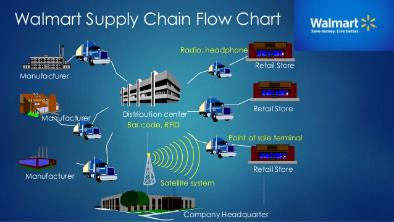 Walmart Supply Chain Flow Chart
Walmart
Save money. Live better.
Radio, headphone
Manufacturer
Retail Store
Manufacturer
Distribution center
Bar code, RFID
Retail Store
Point of sale terminal
Manufacturer
Retail Store
Satellite system
Company Headquarter